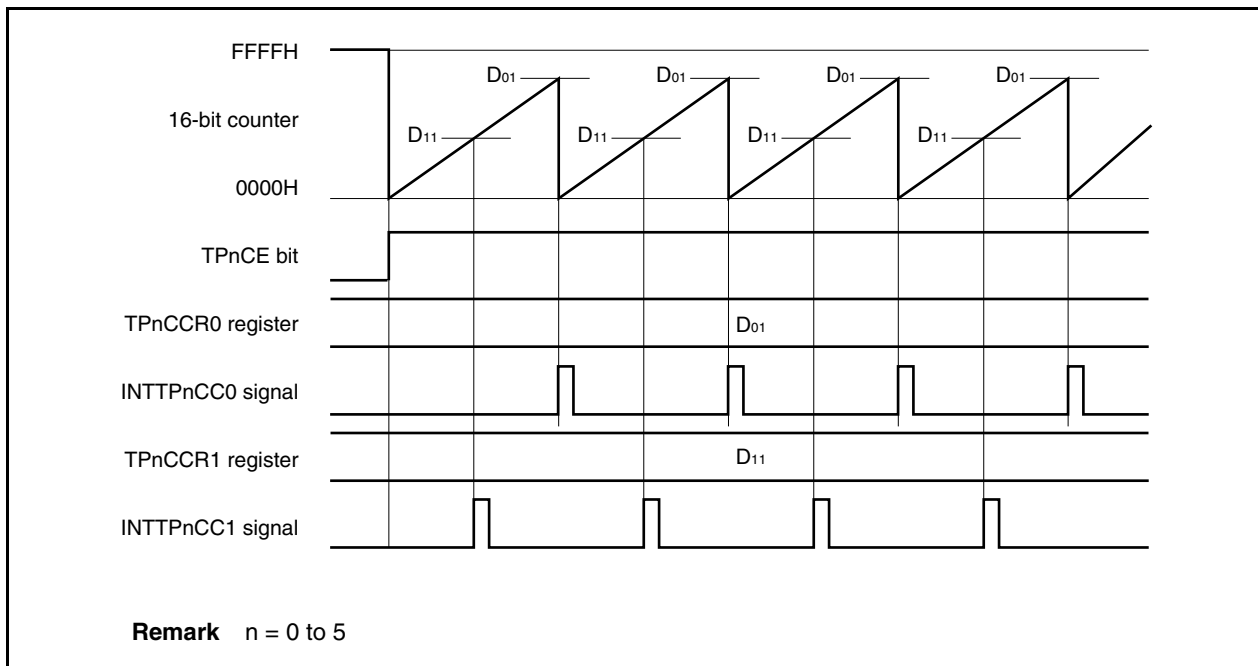 FFFFH
D01 D01 D01 D01
16-bit counter
D11 D11 D11 D11
0000H
TPnCE bit
TPnCCR0 register
D01
INTTPnCC0 signal
TPnCCR1 register
D11
INTTPnCC1 signal
Remark n = 0 to 5